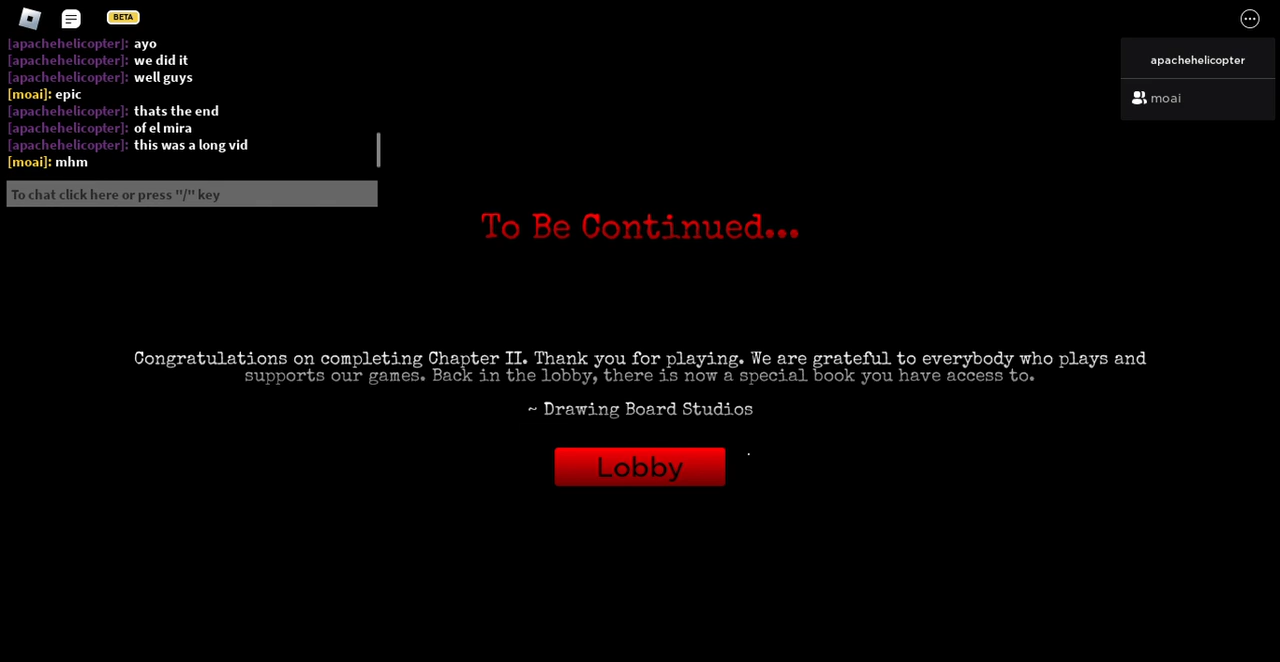 BETA
[apachehelicopter]: ayo
[apachehelicopter]: we did it
[apachehelicopter]: well guys
[moai]: epic
[apachehelicopter]: thats the end
[apachehelicopter]: of el mira
[apachehelicopter]: this was a long vid
[moai]: mhm
To chat click here or press "/" key
apachehelicopter
moai
To Be Continued...
Congratulations on completing Chapter II. Thank you for playing. We are grateful to everybody who plays and
supports our games. Back in the lobby, there is now a special book you have access to.
~ Drawing Board Studios
Lobby